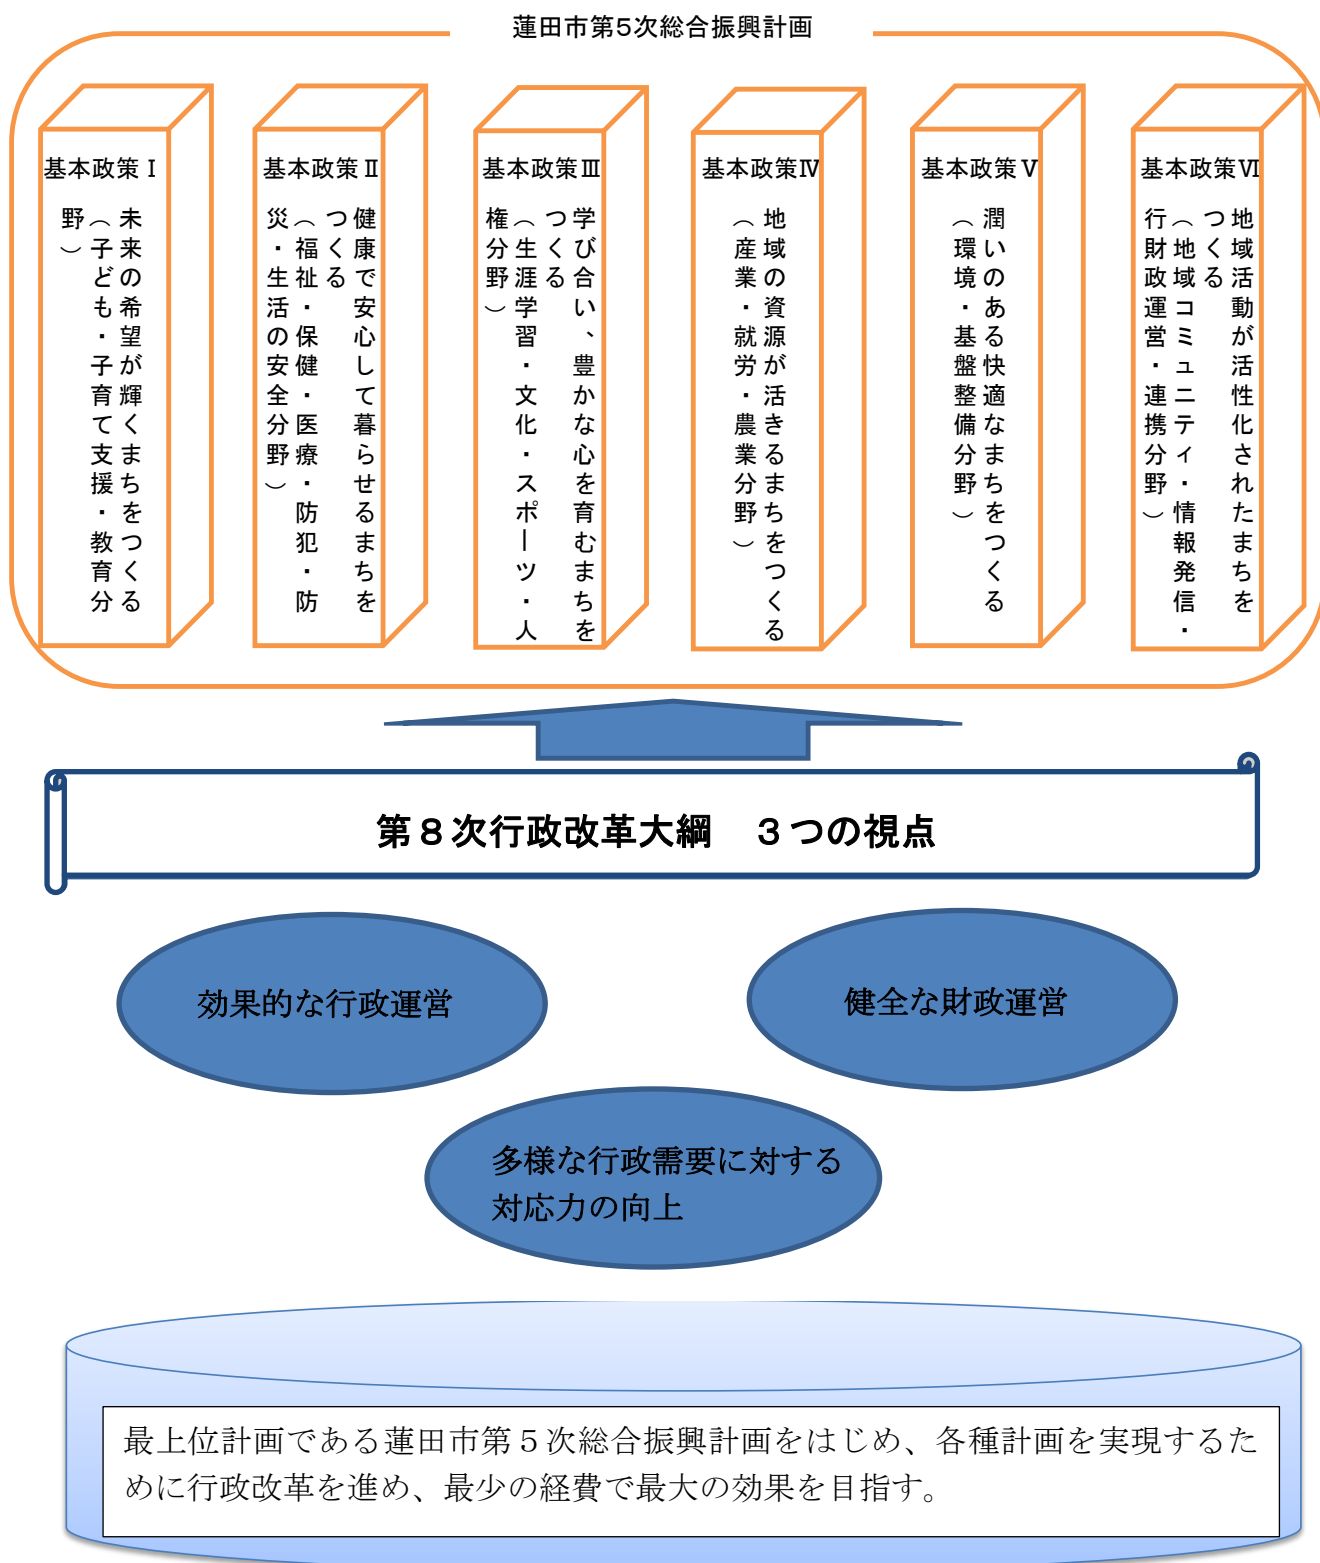 蓮田市第5次総合振興計画
基本政策Ⅰ
未来の希望が輝くまちをつくる
（子ども・子育て支援・教育分
野）
基本政策Ⅱ
健康で安心して暮らせるまちを
つくる
（福祉・保健・医療・防犯・防
災・生活の安全分野）
基本政策Ⅲ
学び合い、豊かな心を育むまちを
つくる
（生涯学習・文化・スポーツ・人
権分野）
基本政策Ⅳ
地域の資源が活きるまちをつくる
（産業・就労・農業分野）
基本政策Ⅴ
潤いのある快適なまちをつくる
（環境・基盤整備分野）
基本政策Ⅵ
地域活動が活性化されたまちを
つくる
（地域コミュニティ・情報発信・
行財政運営・連携分野）
第８次行政改革大綱　３つの視点
効果的な行政運営
健全な財政運営
多様な行政需要に対する
対応力の向上
最上位計画である蓮田市第５次総合振興計画をはじめ、各種計画を実現するた
めに行政改革を進め、最少の経費で最大の効果を目指す。